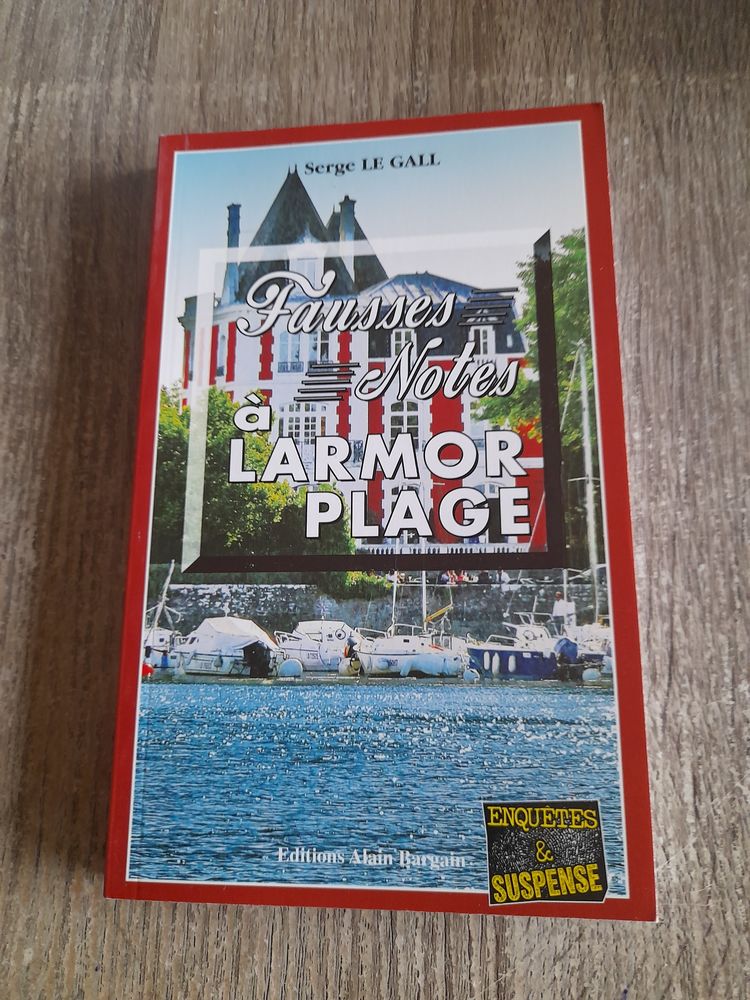 Serge LE GALL
Fausses
Notes
à
LARMOR
PLAGE
Editions Alain Bargain
ENQUÊTES
&
SUSPENSE